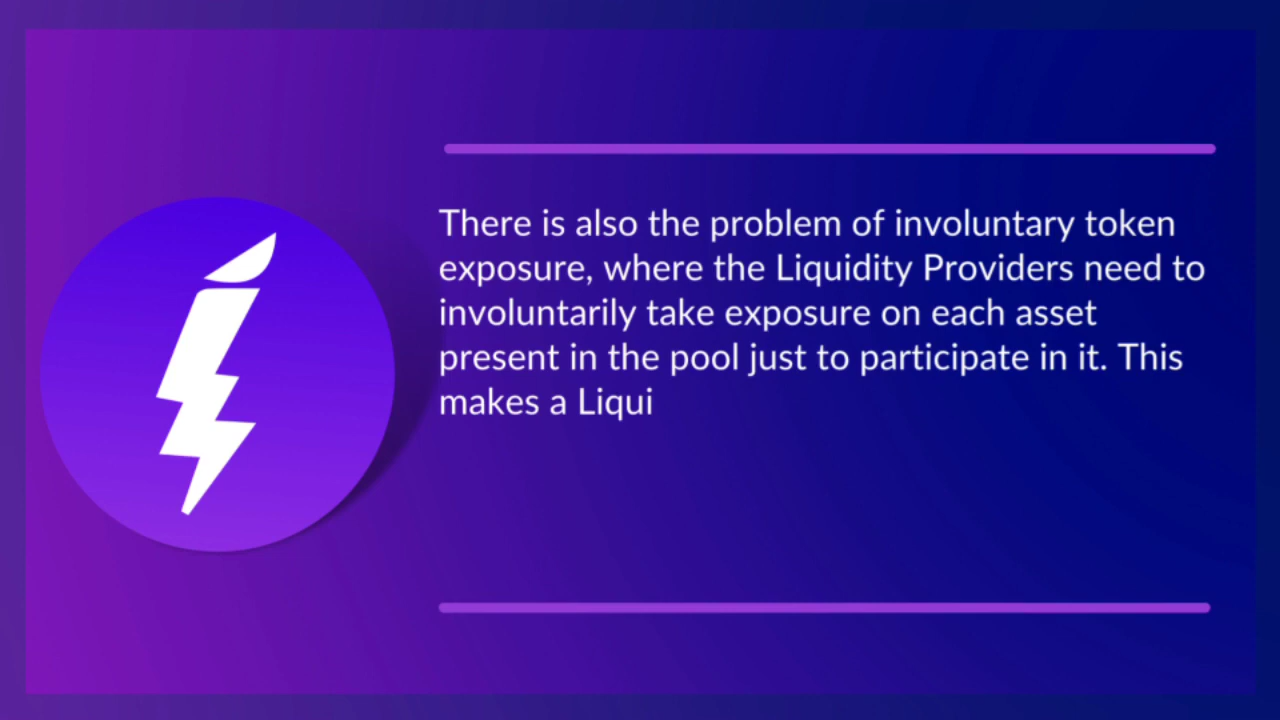 There is also the problem of involuntary token
exposure, where the Liquidity Providers need to
involuntarily take exposure on each asset
present in the pool just to participate in it. This
makes a Liqui